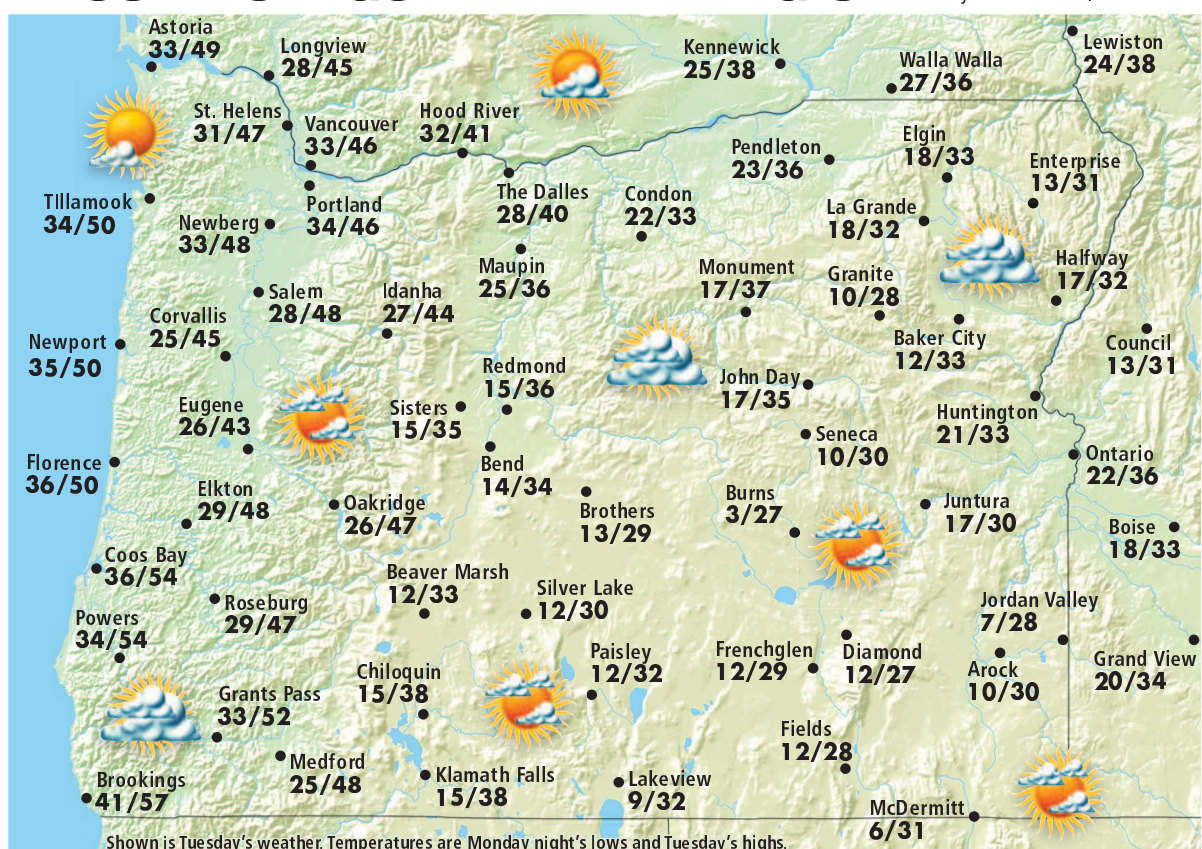 Astoria
33/49
Longview
28/45
Kennewick
25/38
Walla Walla
27/36
Lewiston
24/38
St. Helens
31/47
Vancouver
33/46
Hood River
32/41
Pendleton
23/36
Elgin
18/33
Enterprise
13/31
TIllamook
34/50
Newberg
33/48
Portland
34/46
The Dalles
28/40
Condon
22/33
La Grande
18/32
Maupin
25/36
Monument
17/37
Granite
10/28
Halfway
17/32
Salem
28/48
Idanha
27/44
Corvallis
25/45
Newport
35/50
Baker City
12/33
Council
13/31
Redmond
15/36
John Day
17/35
Eugene
26/43
Sisters
15/35
Huntington
21/33
Seneca
10/30
Florence
36/50
Bend
14/34
Ontario
22/36
Elkton
29/48
Oakridge
26/47
Brothers
13/29
Burns
3/27
Juntura
17/30
Boise
18/33
Coos Bay
36/54
Beaver Marsh
12/33
Silver Lake
12/30
Roseburg
29/47
Jordan Valley
7/28
Powers
34/54
Paisley
12/32
Frenchglen
12/29
Diamond
12/27
Arock
10/30
Grand View
20/34
Chiloquin
15/38
Grants Pass
33/52
Fields
12/28
Medford
25/48
Klamath Falls
15/38
Lakeview
9/32
Brookings
41/57
McDermitt
6/31
Shown is Tuesday's weather. Temperatures are Monday night's lows and Tuesday's highs.